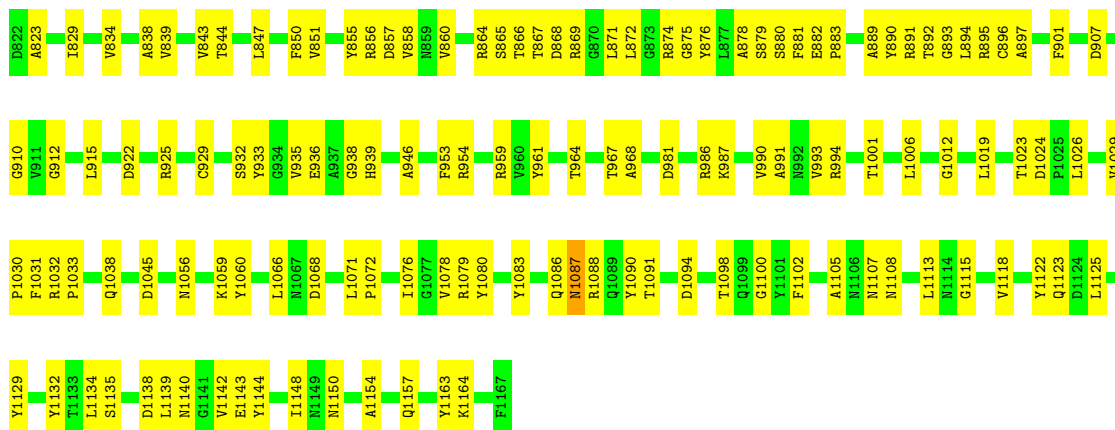 D822 A823 I829 V834 A838 V839 V843 T844 L847 F850 V851 Y855 R856 D857 V858 N859 V860 R864 S865 T866 T867 D868 R869 G870 L871 L872 G873 R874 G875 Y876 L877 A878 S879 S880 F881 E882 P883 A889 Y890 R891 T892 G893 L894 R895 C896 A897 F901 D907
G910 V911 G912 L915 D922 R925 C929 S932 Y933 G934 V935 E936 A937 G938 H939 A946 F953 R954 R959 V960 Y961 T964 T967 A968 D981 R986 K987 V990 A991 N992 V993 R994 T1001 L1006 G1012 L1019 T1023 D1024 P1025 L1026
P1030 F1031 R1032 P1033 Q1038 D1045 N1056 K1059 Y1060 L1066 N1067 D1068 L1071 P1072 I1076 G1077 V1078 R1079 Y1080 Y1083 Q1086 N1087 R1088 Q1089 Y1090 T1091 D1094 T1098 Q1099 G1100 Y1101 F1102 A1105 N1106 N1107 N1108 L1113 N1114 G1115 V1118 Y1122 Q1123 D1124 L1125
Y1129 Y1132 T1133 L1134 S1135 D1138 L1139 N1140 G1141 V1142 E1143 Y1144 I1148 N1149 N1150 A1154 Q1157 Y1163 K1164 F1167